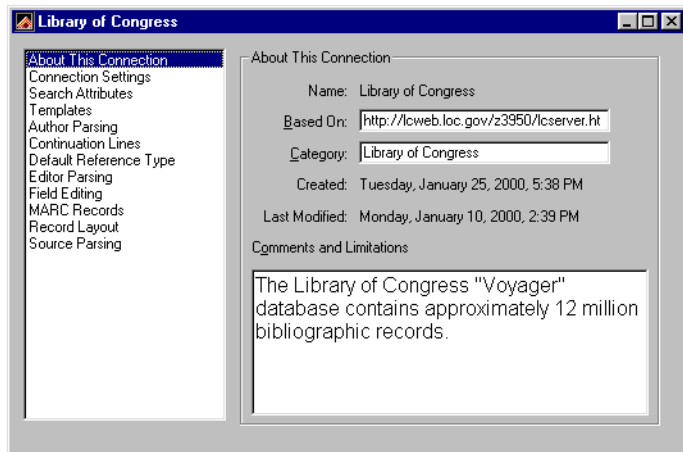 Library of Congress
About This Connection
Connection Settings
Search Attributes
Templates
Author Parsing
Continuation Lines
Default Reference Type
Editor Parsing
Field Editing
MARC Records
Record Layout
Source Parsing
About This Connection
Name: Library of Congress
Based On: http://lcweb.loc.gov/z3950/lcserver.ht
Category: Library of Congress
Created: Tuesday, January 25, 2000, 5:38 PM
Last Modified: Monday, January 10, 2000, 2:39 PM
Comments and Limitations
The Library of Congress "Voyager"
database contains approximately 12 million
bibliographic records.